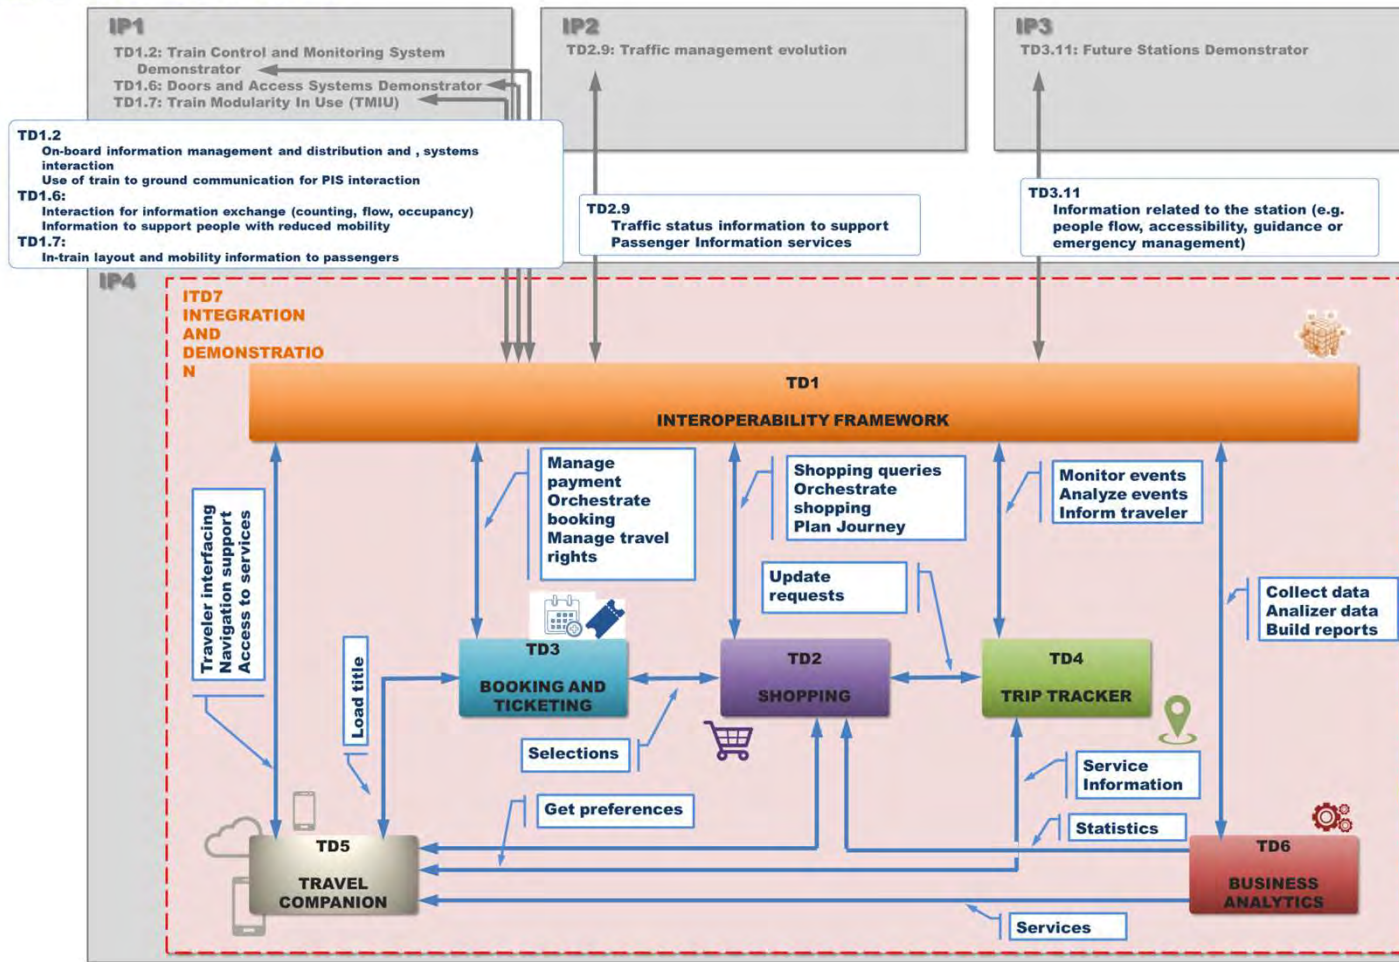 IP1
TD1.2: Train Control and Monitoring System
Demonstrator
TD1.6: Doors and Access Systems Demonstrator
TD1.7: Train Modularity In Use (TMIU)
IP2
TD2.9: Traffic management evolution
IP3
TD3.11: Future Stations Demonstrator
TD1.2
On-board information management and distribution and , systems
interaction
Use of train to ground communication for PIS interaction
TD1.6:
Interaction for information exchange (counting, flow, occupancy)
Information to support people with reduced mobility
TD1.7:
In-train layout and mobility information to passengers
TD2.9
Traffic status information to support
Passenger Information services
TD3.11
Information related to the station (e.g.
people flow, accessibility, guidance or
emergency management)
IP4
ITD7
INTEGRATION
AND
DEMONSTRATIO
N
TD1
INTEROPERABILITY FRAMEWORK
Traveler interfacing
Navigation support
Access to services
Load title
Manage
payment
Orchestrate
booking
Manage travel
rights
Shopping queries
Orchestrate
shopping
Plan Journey
Monitor events
Analyze events
Inform traveler
Update
requests
Collect data
Analizer data
Build reports
TD3
BOOKING AND
TICKETING
TD2
SHOPPING
TD4
TRIP TRACKER
Selections
Service
Information
Get preferences
Statistics
TD5
TRAVEL
COMPANION
TD6
BUSINESS
ANALYTICS
Services